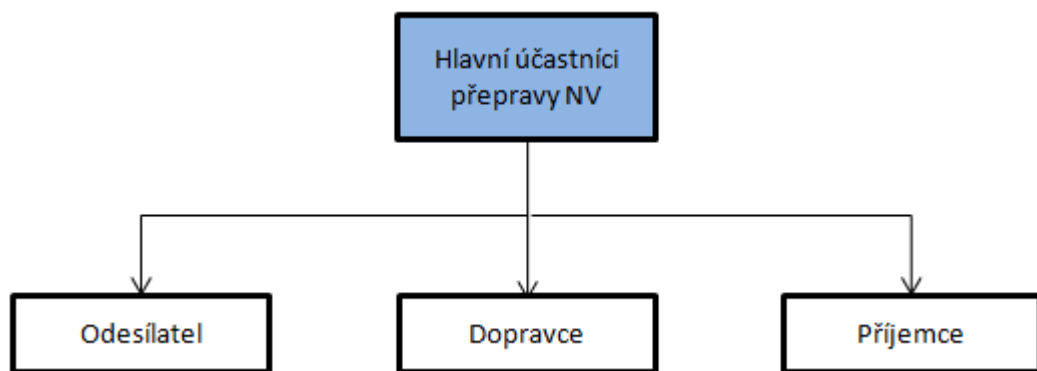 Hlavní účastníci
přepravy NV
Odesílatel
Dopravce
Příjemce